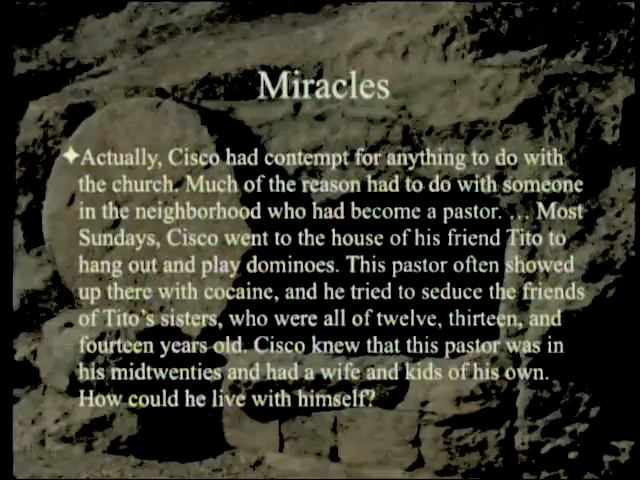 Miracles
✦Actually, Cisco had contempt for anything to do with
the church. Much of the reason had to do with someone
in the neighborhood who had become a pastor. … Most
Sundays, Cisco went to the house of his friend Tito to
hang out and play dominoes. This pastor often showed
up there with cocaine, and he tried to seduce the friends
of Tito's sisters, who were all of twelve, thirteen, and
fourteen years old. Cisco knew that this pastor was in
his midtwenties and had a wife and kids of his own.
How could he live with himself?